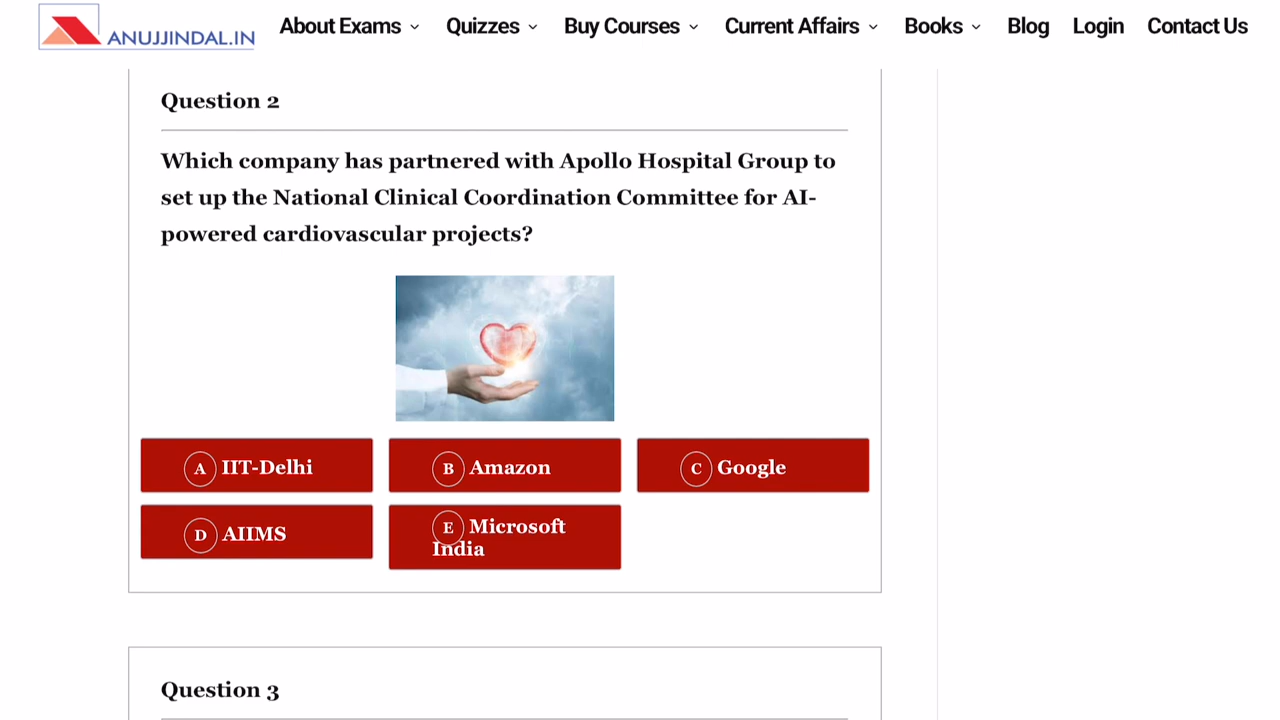 ANUJJINDAL.IN
About Exams Quizzes Buy Courses Current Affairs Books Blog Login Contact Us
Question 2
Which company has partnered with Apollo Hospital Group to
set up the National Clinical Coordination Committee for AI-
powered cardiovascular projects?
A IIT-Delhi
B Amazon
C Google
D AIIMS
E Microsoft
India
Question 3